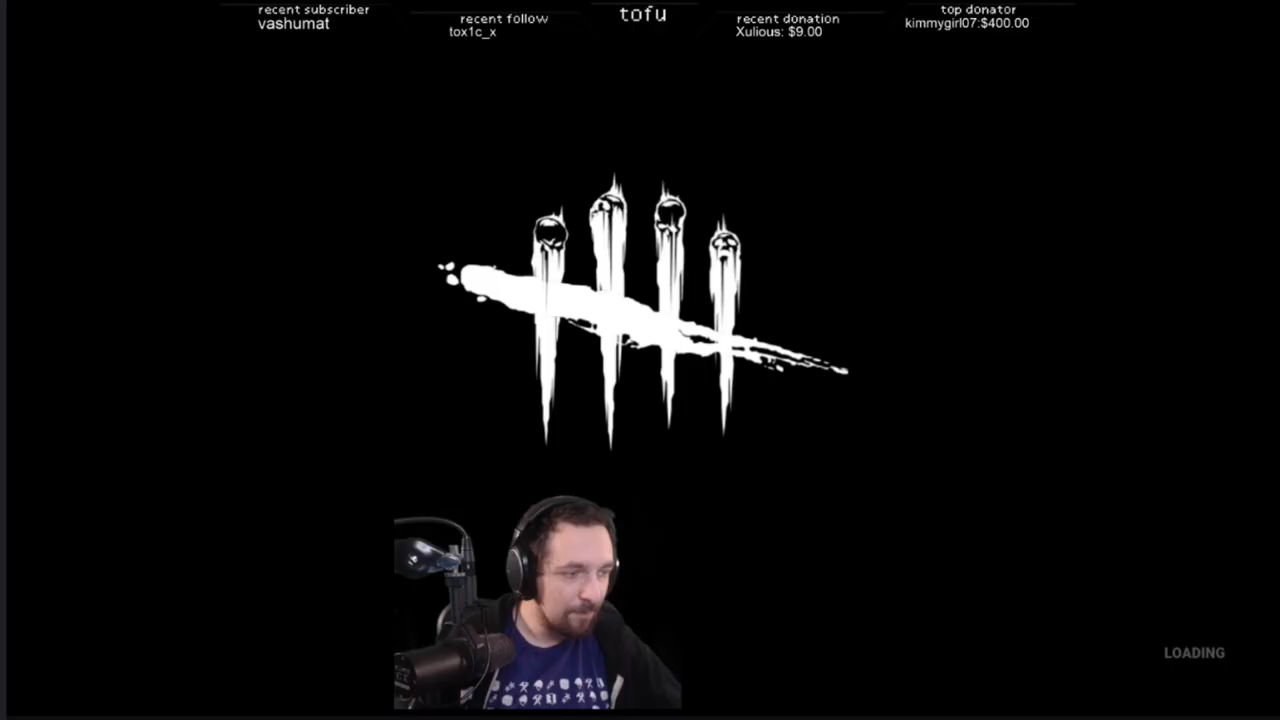 recent subscriber
vashumat
recent follow
tox1c_x
tofu
recent donation
Xulious: $9.00
top donator
kimmygirl07:$400.00
LOADING